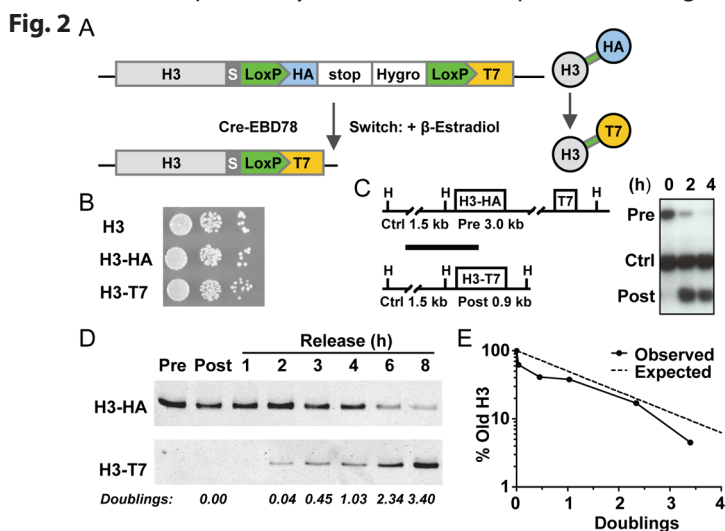 Fig. 2 A
H3 S LoxP HA stop Hygro LoxP T7
H3 HA
Cre-EBD78 Switch: + β-Estradiol
H3 S LoxP T7
H3 T7
B
H3
H3-HA
H3-T7
C
H H H3-HA T7 H
Ctrl 1.5 kb Pre 3.0 kb
H H H3-T7 H
Ctrl 1.5 kb Post 0.9 kb
(h) 0 2 4
Pre
Ctrl
Post
D
Release (h)
Pre Post 1 2 3 4 6 8
H3-HA
H3-T7
Doublings: 0.00 0.04 0.45 1.03 2.34 3.40
E
% Old H3
100
10
1
0 1 2 3 4
Doublings
Observed
Expected